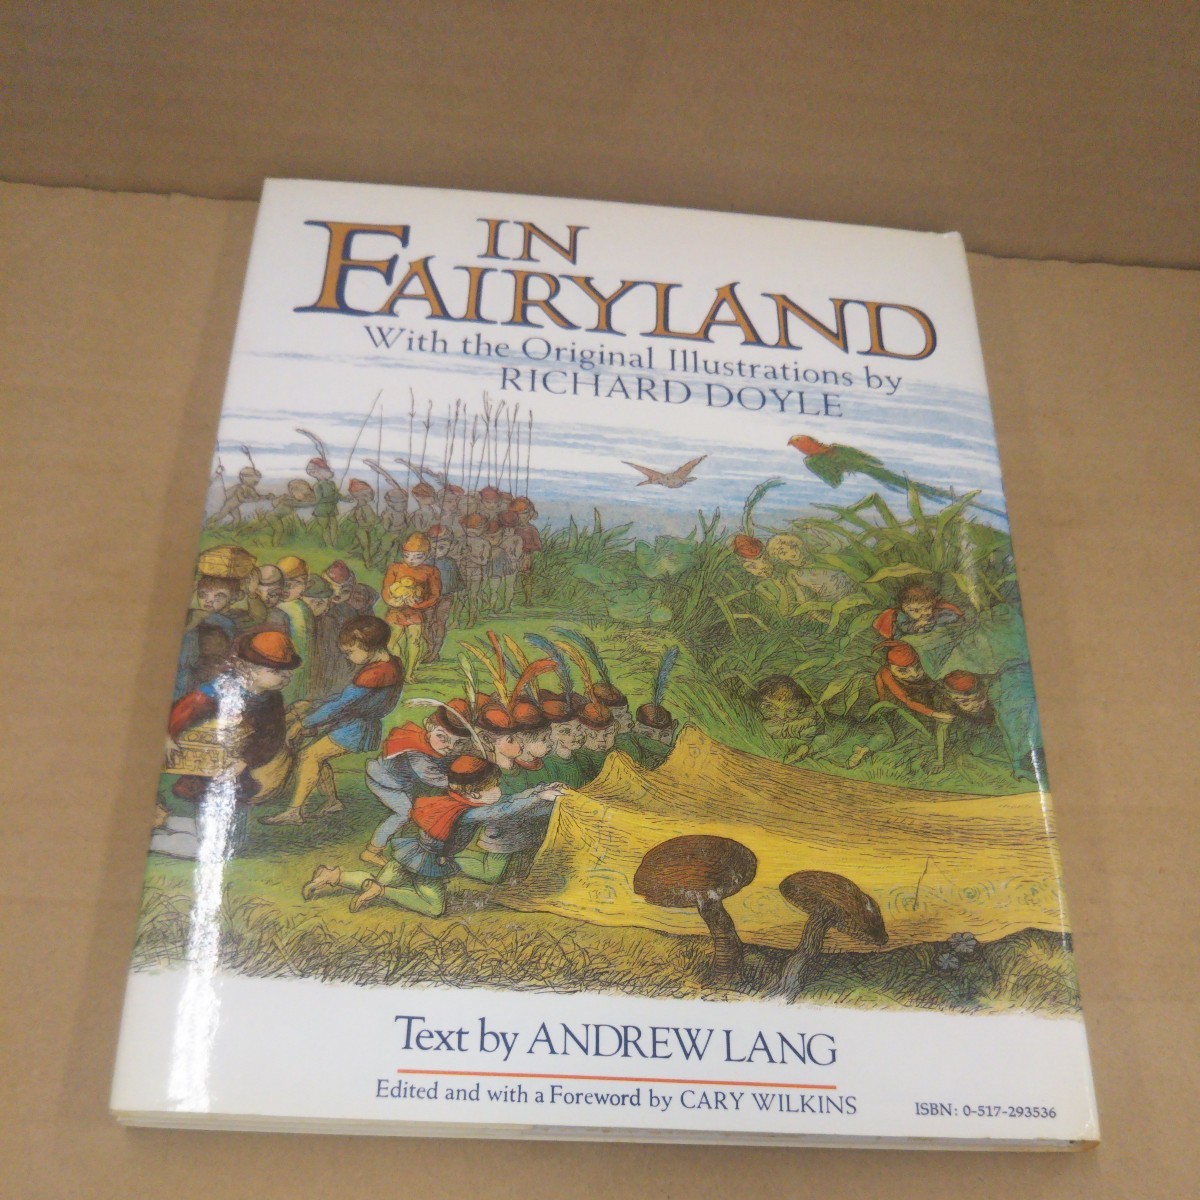 IN
FAIRYLAND
With the Original Illustrations by
RICHARD DOYLE
Text by ANDREW LANG
Edited and with a Foreword by CARY WILKINS
ISBN: 0-517-293536